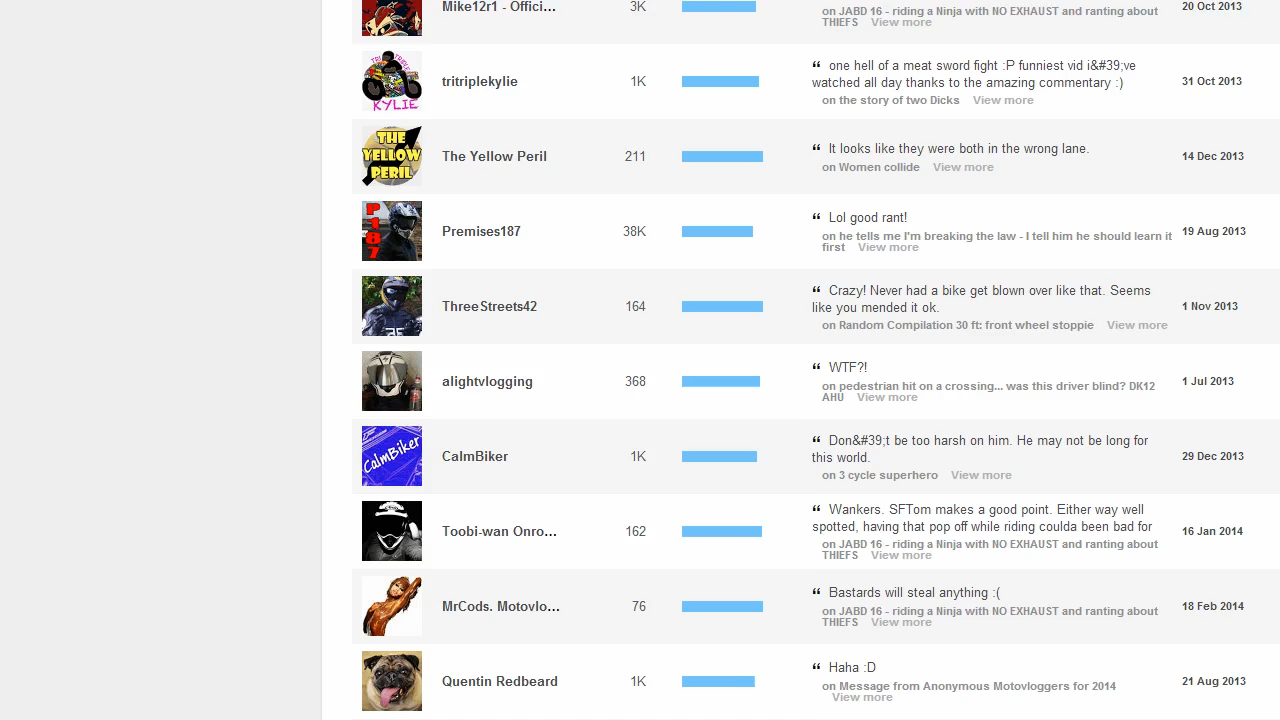 Mike12r1 - Offici... 3K on JABD 16 - riding a Ninja with NO EXHAUST and ranting about 20 Oct 2013
THIEFS View more
TRI TRIPLE
KYLIE
“ one hell of a meat sword fight :P funniest vid i&#39;ve
tritriplekylie 1K watched all day thanks to the amazing commentary :) 31 Oct 2013
on the story of two Dicks View more
THE
YELLOW
PERIL
“ It looks like they were both in the wrong lane.
The Yellow Peril 211 14 Dec 2013
on Women collide View more
P187
“ Lol good rant!
Premises187 38K on he tells me I'm breaking the law - I tell him he should learn it 19 Aug 2013
first View more
“ Crazy! Never had a bike get blown over like that. Seems
ThreeStreets42 164 like you mended it ok. 1 Nov 2013
on Random Compilation 30 ft: front wheel stoppie View more
“ WTF?!
alightvlogging 368 on pedestrian hit on a crossing... was this driver blind? DK12 1 Jul 2013
AHU View more
CalmBiker
“ Don&#39;t be too harsh on him. He may not be long for
CalmBiker 1K this world. 29 Dec 2013
on 3 cycle superhero View more
“ Wankers. SFTom makes a good point. Either way well
Toobi-wan Onro... 162 spotted, having that pop off while riding coulda been bad for 16 Jan 2014
on JABD 16 - riding a Ninja with NO EXHAUST and ranting about
THIEFS View more
“ Bastards will steal anything :(
MrCods. Motovlo... 76 on JABD 16 - riding a Ninja with NO EXHAUST and ranting about 18 Feb 2014
THIEFS View more
“ Haha :D
Quentin Redbeard 1K on Message from Anonymous Motovloggers for 2014 21 Aug 2013
View more